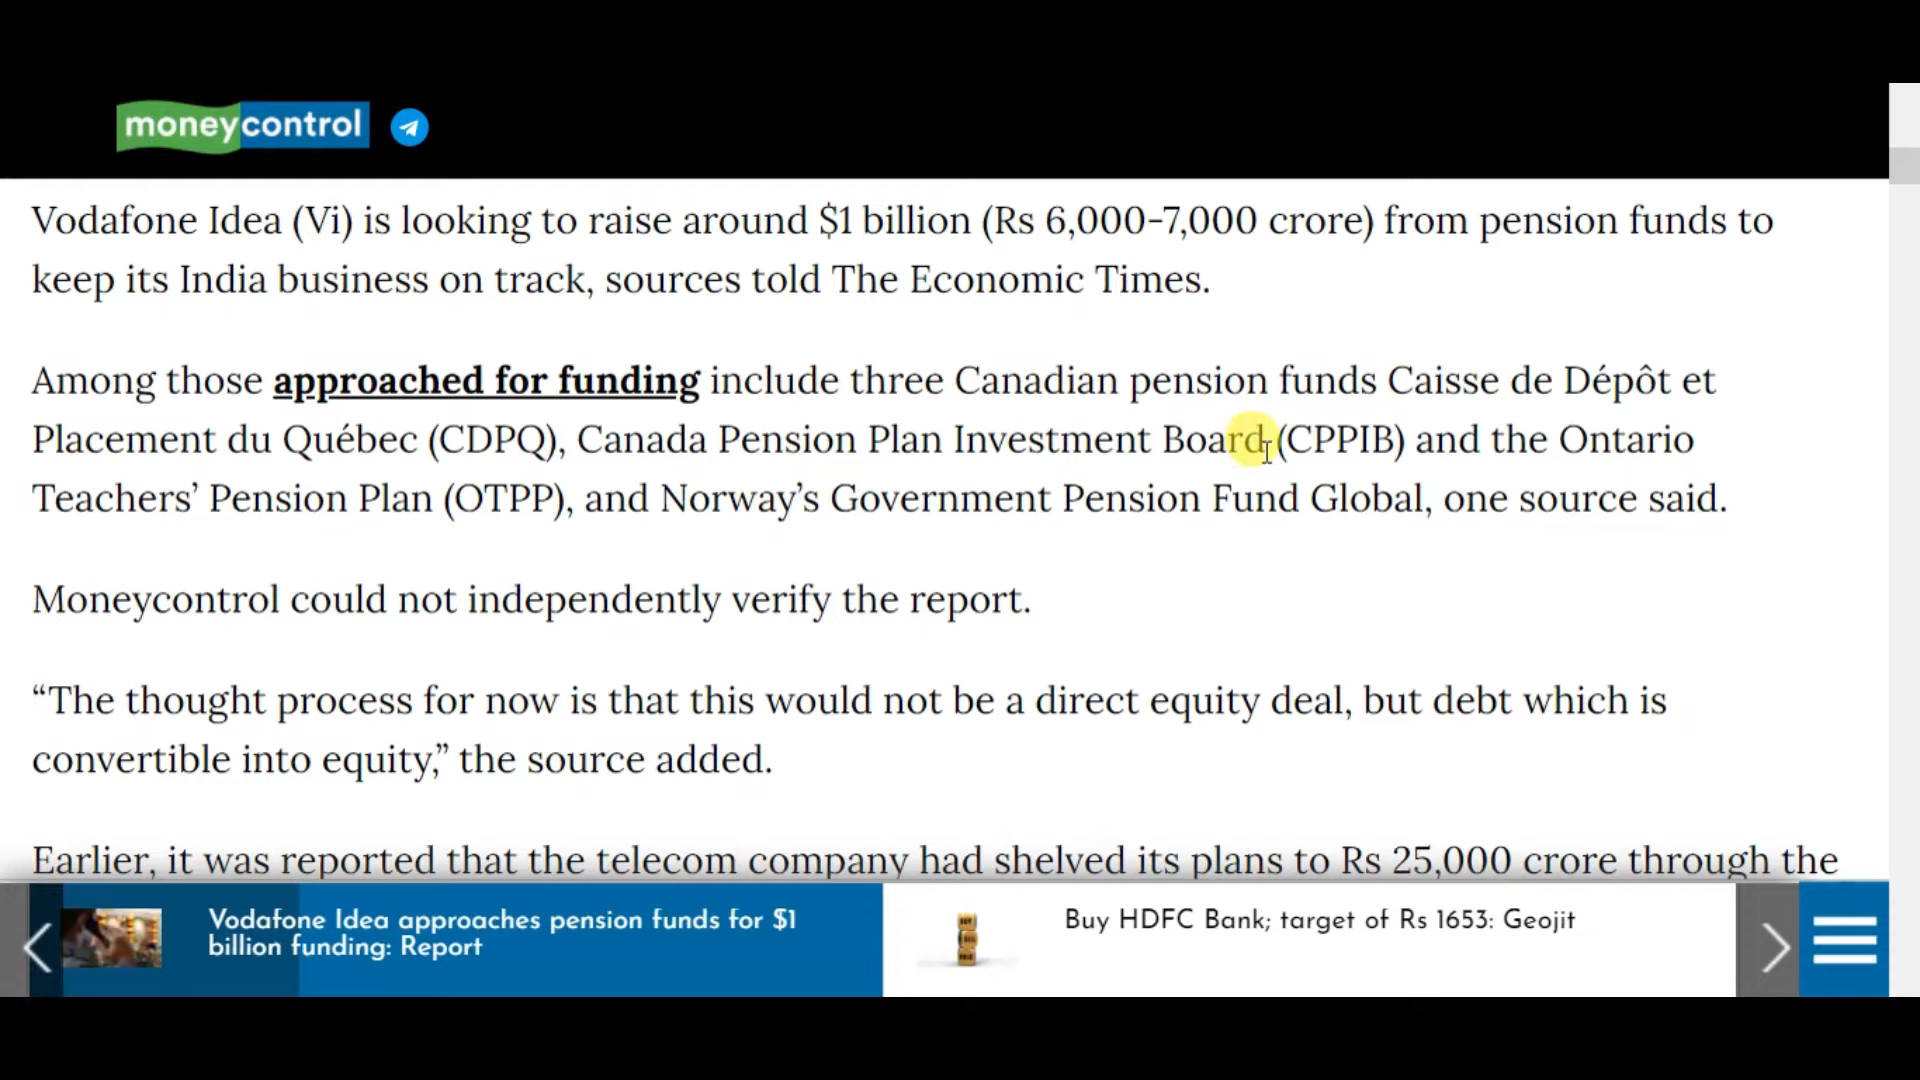 moneycontrol
Vodafone Idea (Vi) is looking to raise around $1 billion (Rs 6,000-7,000 crore) from pension funds to
keep its India business on track, sources told The Economic Times.
Among those approached for funding include three Canadian pension funds Caisse de Dépôt et
Placement du Québec (CDPQ), Canada Pension Plan Investment Board (CPPIB) and the Ontario
Teachers’ Pension Plan (OTPP), and Norway’s Government Pension Fund Global, one source said.
Moneycontrol could not independently verify the report.
“The thought process for now is that this would not be a direct equity deal, but debt which is
convertible into equity,” the source added.
Earlier, it was reported that the telecom company had shelved its plans to Rs 25,000 crore through the
Vodafone Idea approaches pension funds for $1
billion funding: Report
Buy HDFC Bank; target of Rs 1653: Geojit